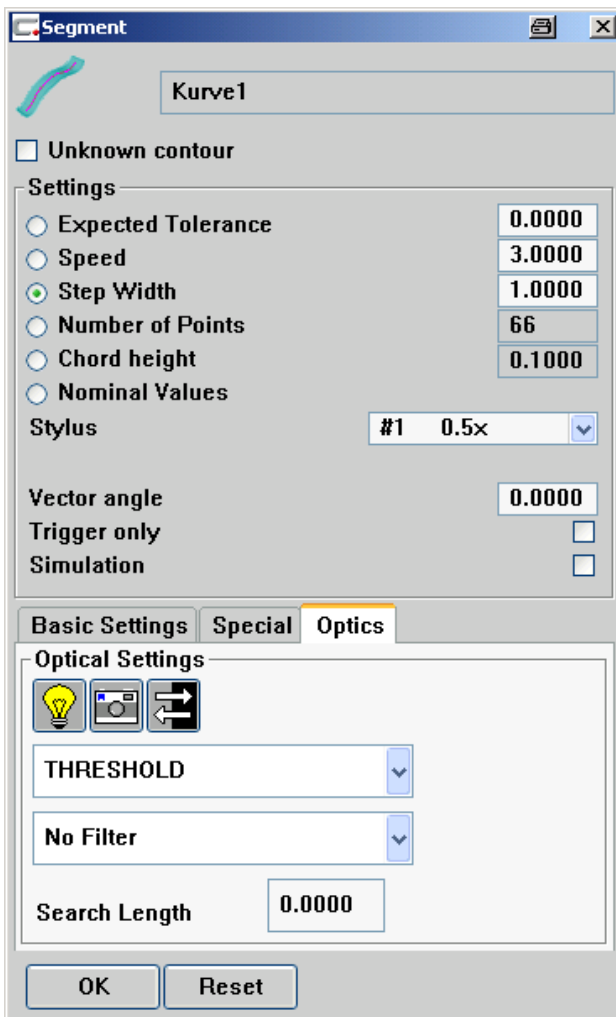 Segment
Kurve1
Unknown contour
Settings
Expected Tolerance 0.0000
Speed 3.0000
Step Width 1.0000
Number of Points 66
Chord height 0.1000
Nominal Values
Stylus #1 0.5x
Vector angle 0.0000
Trigger only
Simulation
Basic Settings Special Optics
Optical Settings
THRESHOLD
No Filter
Search Length 0.0000
OK Reset